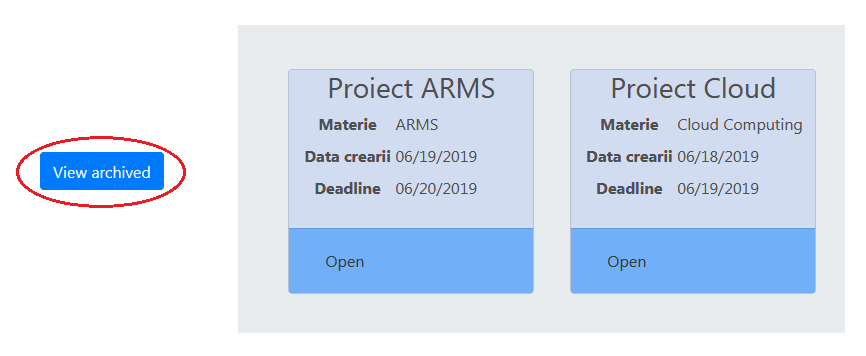 View archived
Proiect ARMS
Materie ARMS
Data crearii 06/19/2019
Deadline 06/20/2019
Open
Proiect Cloud
Materie Cloud Computing
Data crearii 06/18/2019
Deadline 06/19/2019
Open